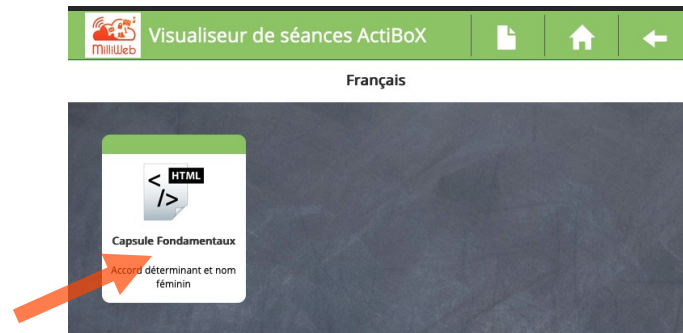 MilliWeb
Visualiseur de séances ActiBoX
Français
HTML
</>
Capsule Fondamentaux
Accord déterminant et nom
féminin